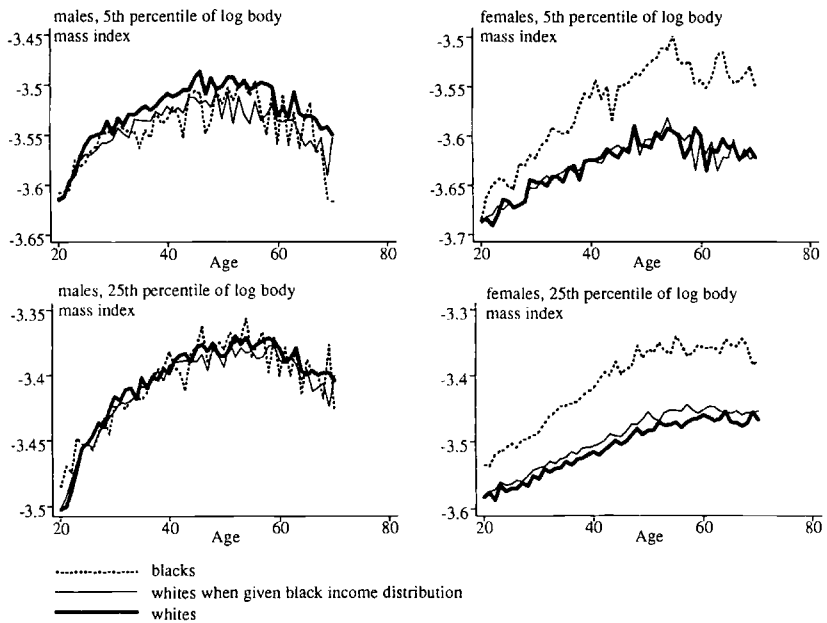 males, 5th percentile of log body
mass index
-3.45
-3.5
-3.55
-3.6
-3.65
20
40
60
80
Age
females, 5th percentile of log body
mass index
-3.5
-3.55
-3.6
-3.65
-3.7
20
40
60
80
Age
males, 25th percentile of log body
mass index
-3.35
-3.4
-3.45
-3.5
20
40
60
80
Age
females, 25th percentile of log body
mass index
-3.3
-3.4
-3.5
-3.6
20
40
60
80
Age
blacks
whites when given black income distribution
whites